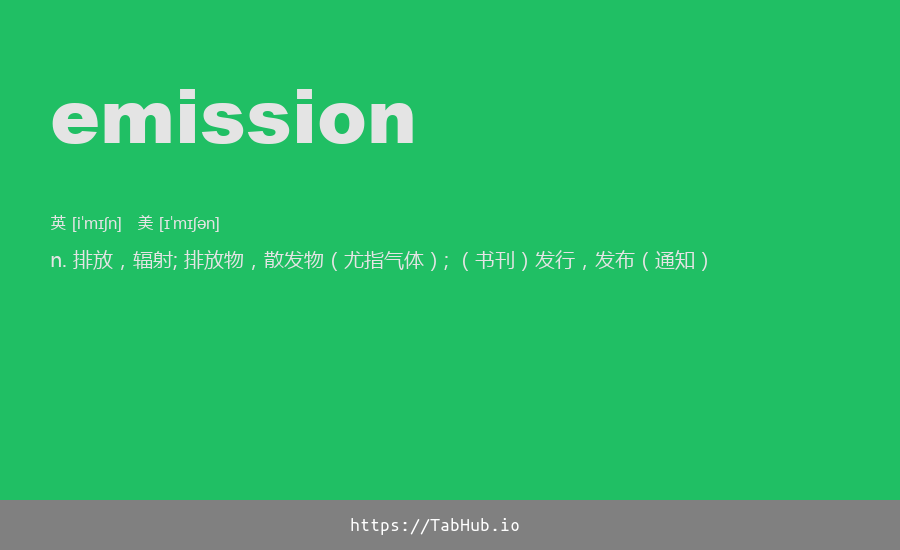 emission
英 [iˈmɪʃn]   美 [ɪˈmɪʃən]
n. 排放，辐射; 排放物，散发物（尤指气体）; （书刊）发行，发布（通知）
https://TabHub.io